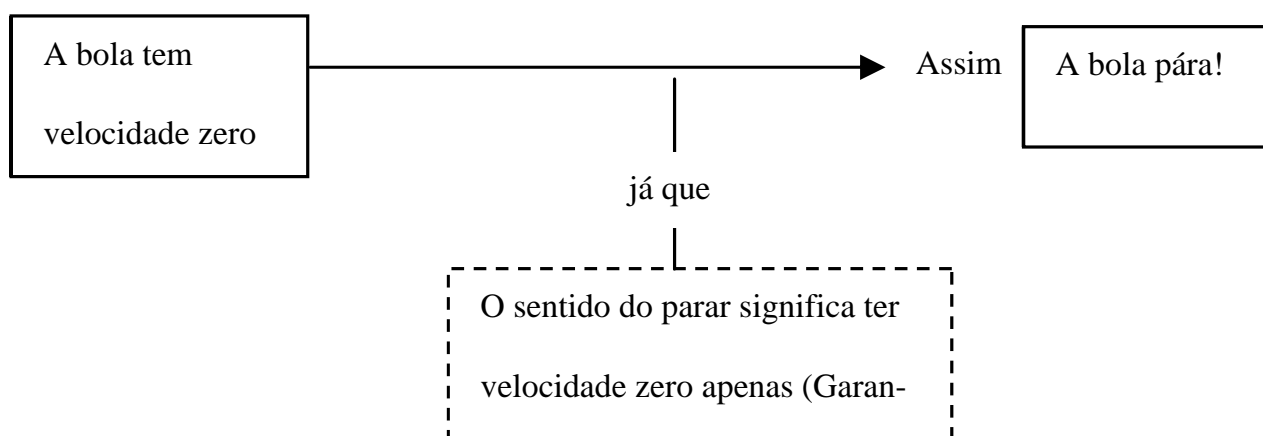 A bola tem
velocidade zero
Assim
A bola pára!
já que
O sentido do parar significa ter
velocidade zero apenas (Garan-